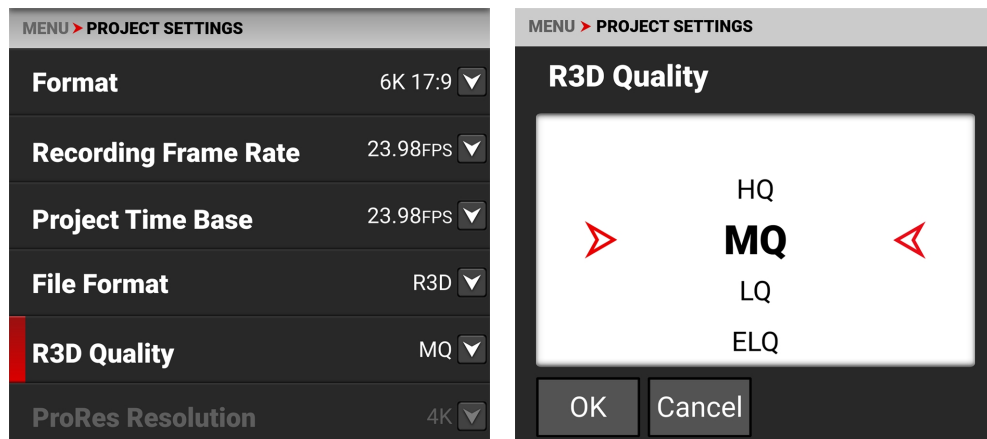 MENU PROJECT SETTINGS
Format 6K 17:9
Recording Frame Rate 23.98FPS
Project Time Base 23.98FPS
File Format R3D
R3D Quality MQ
ProRes Resolution 4K
MENU PROJECT SETTINGS
R3D Quality
HQ
MQ
LQ
ELQ
OK Cancel